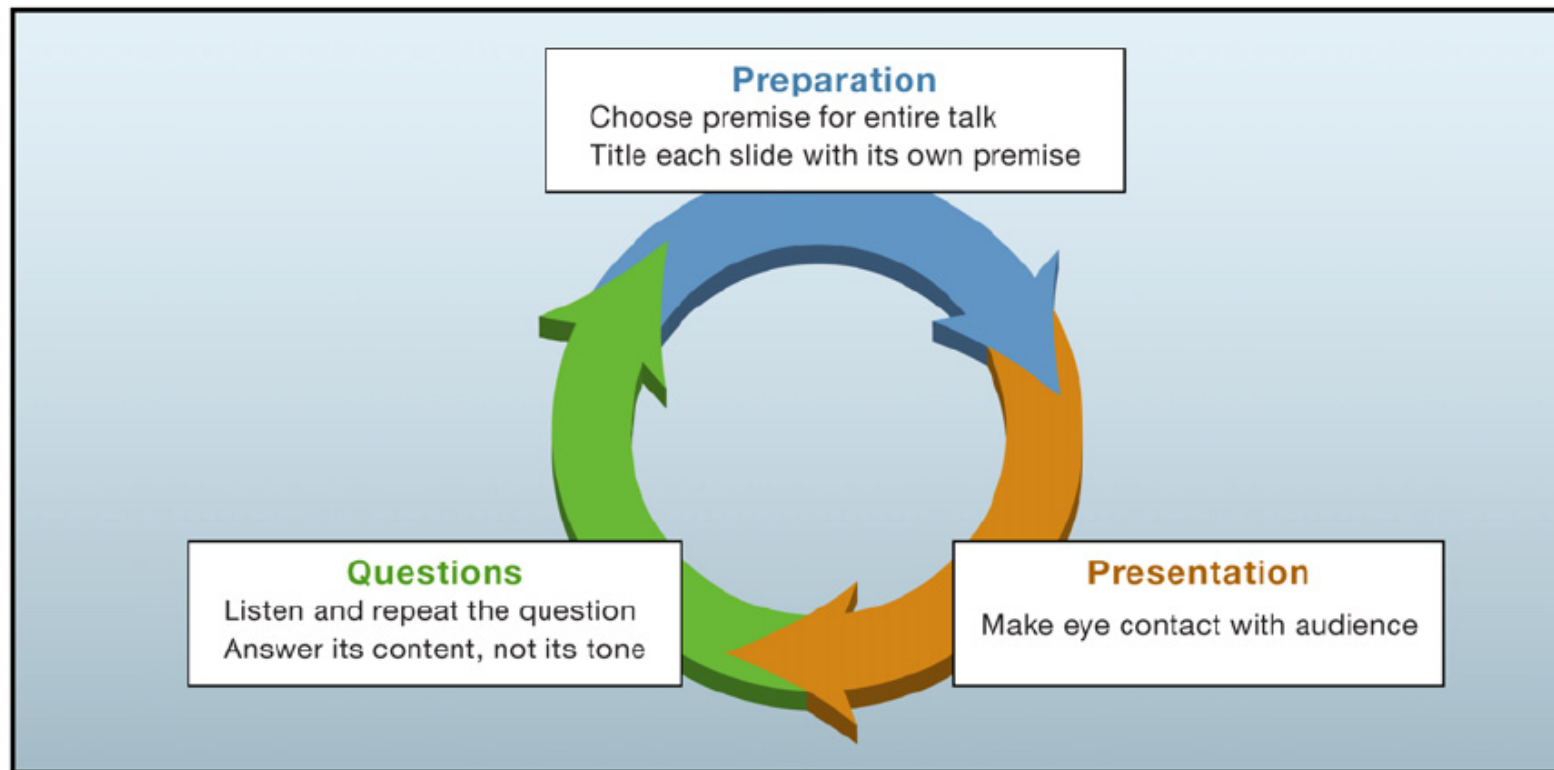 Preparation
Choose premise for entire talk
Title each slide with its own premise
Questions
Listen and repeat the question
Answer its content, not its tone
Presentation
Make eye contact with audience